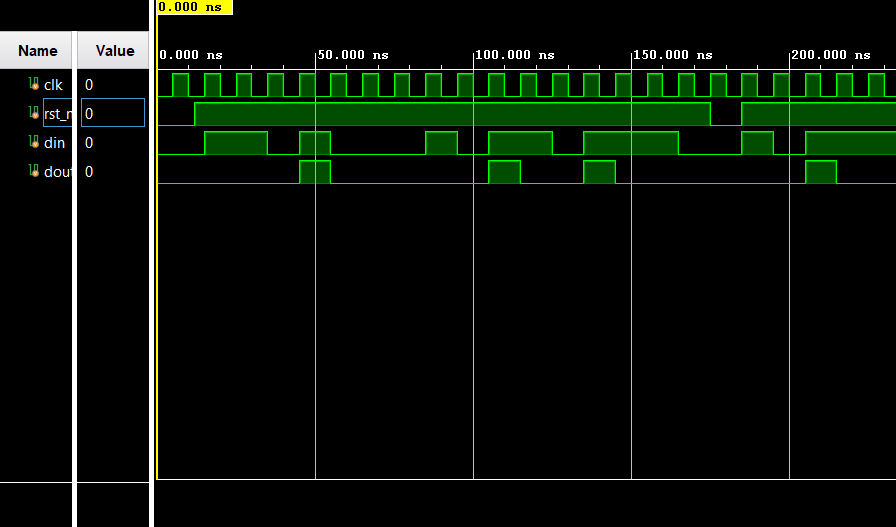 0.000 ns
Name Value
0.000 ns 50.000 ns 100.000 ns 150.000 ns 200.000 ns
clk 0
rst_n 0
din 0
dout 0